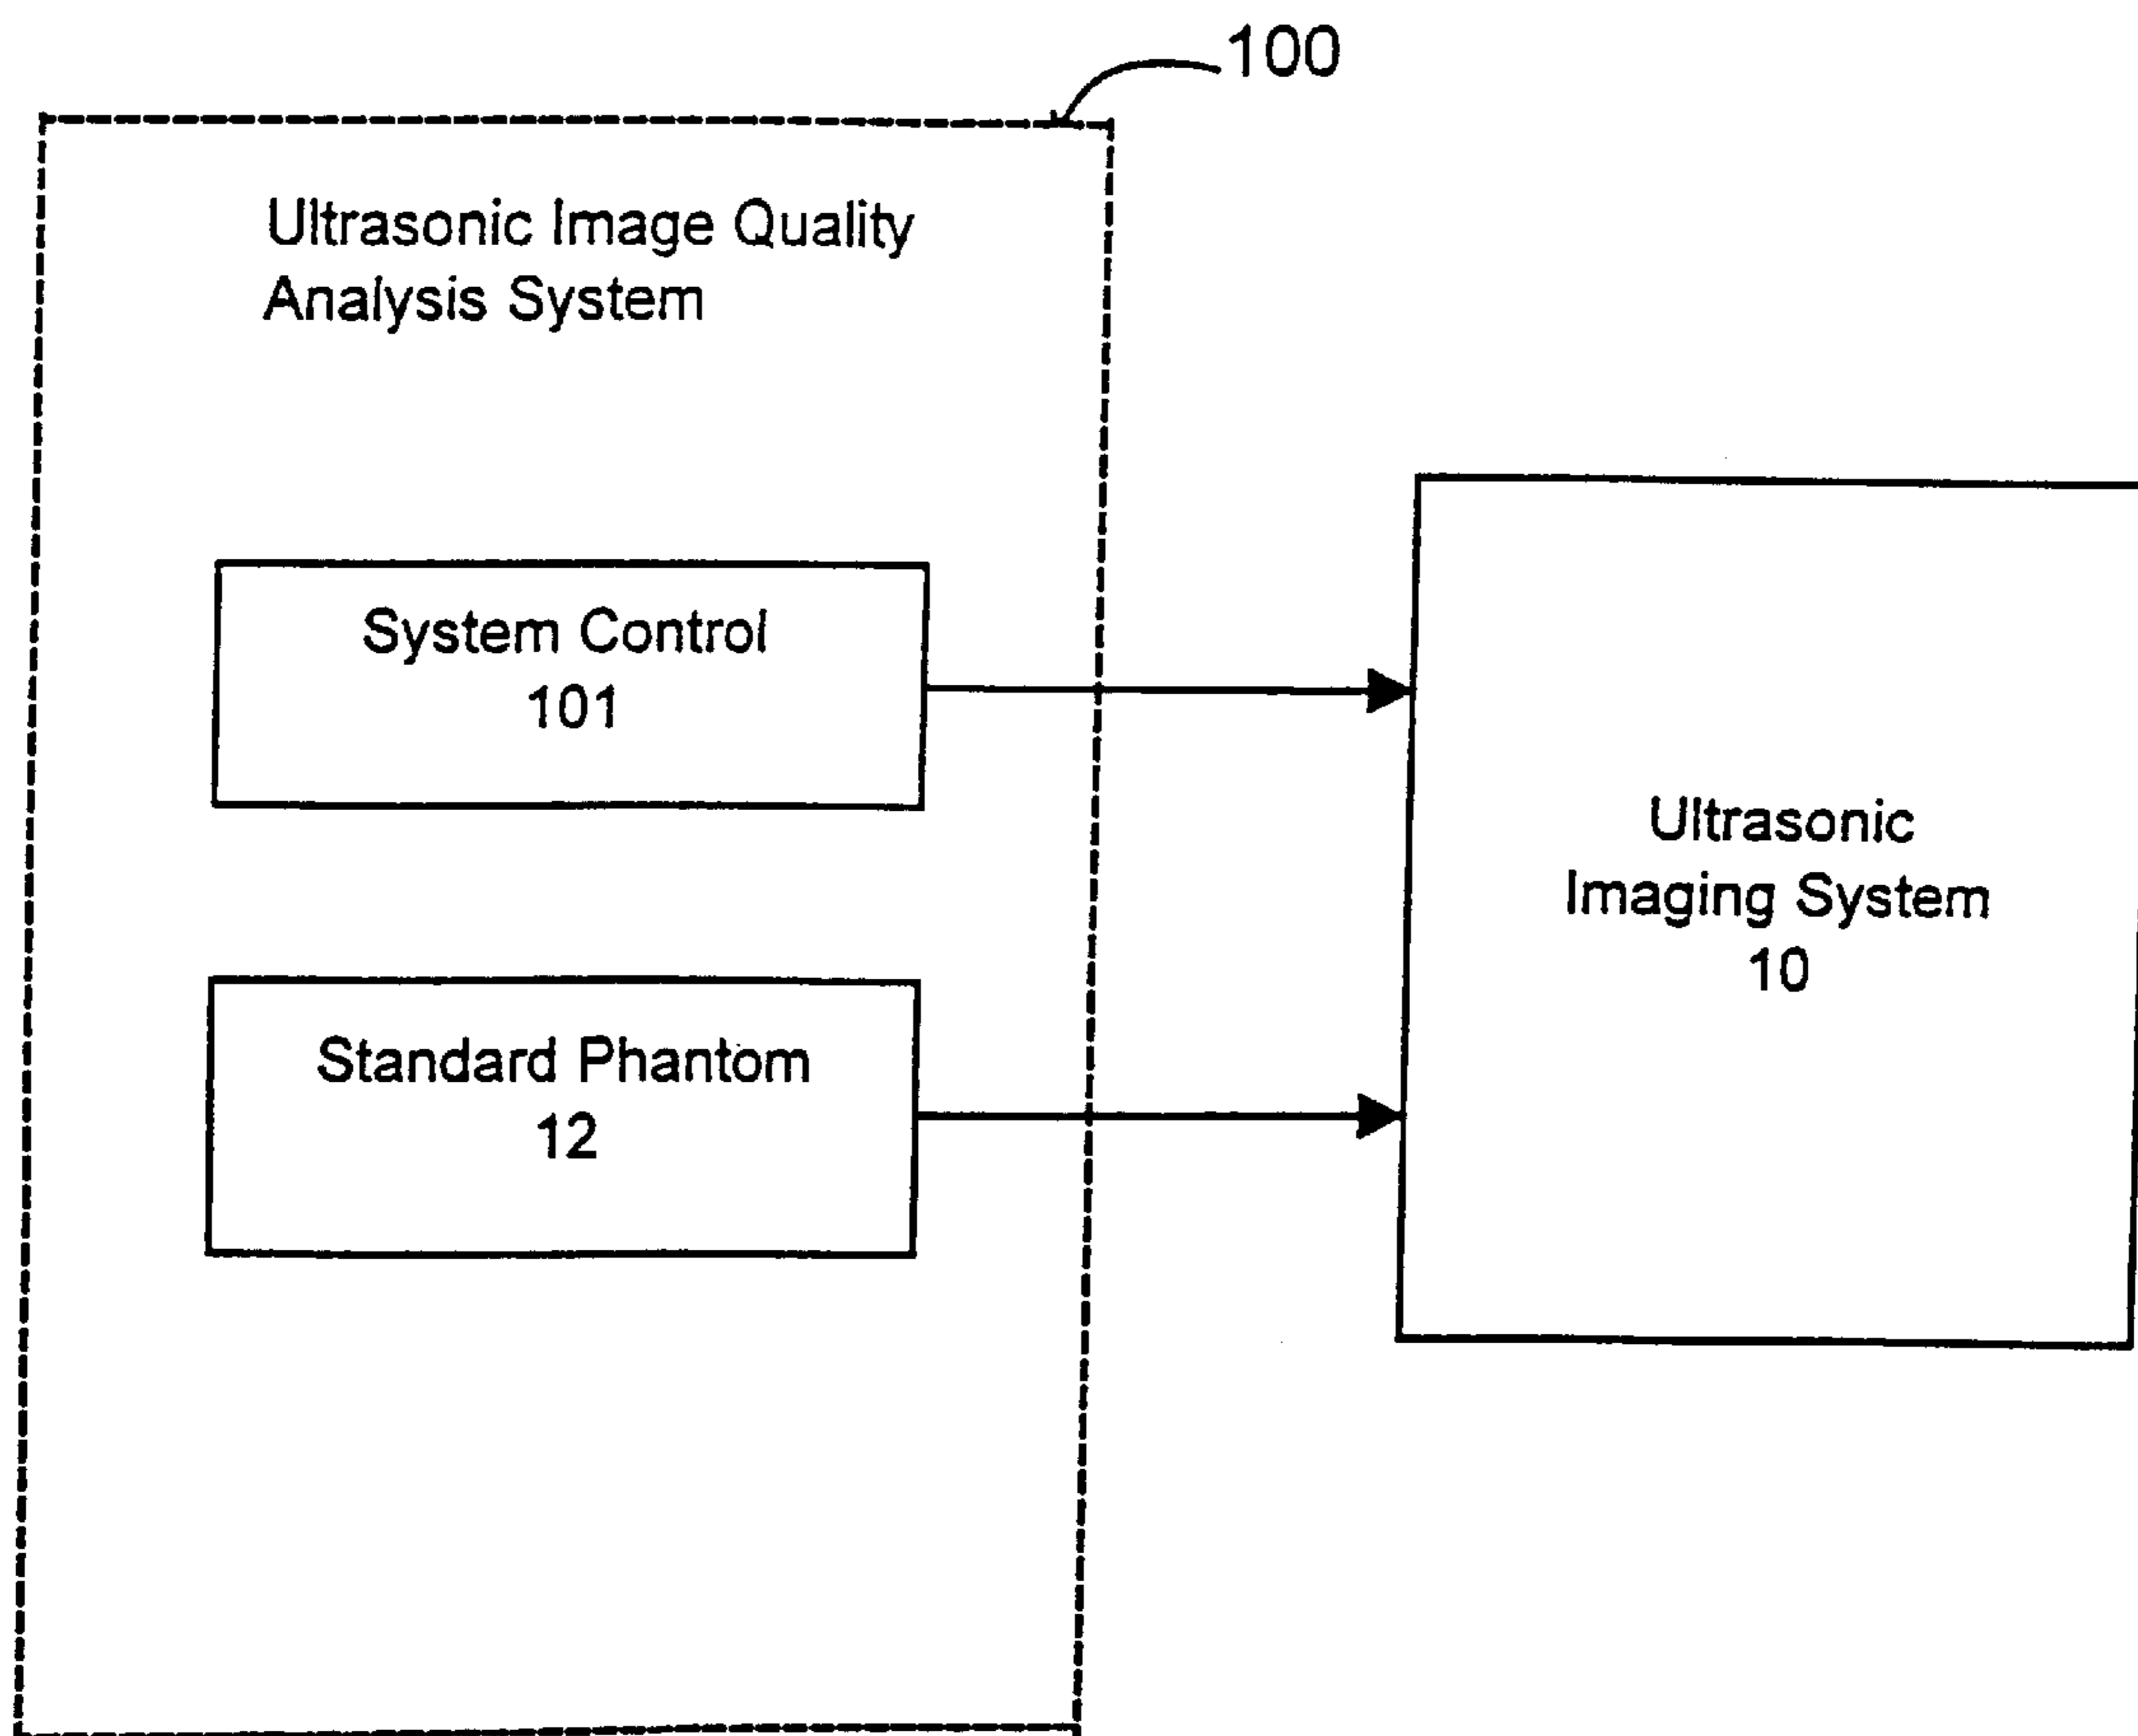 100
Ultrasonic Image Quality
Analysis System
System Control
101
Standard Phantom
12
Ultrasonic
Imaging System
10